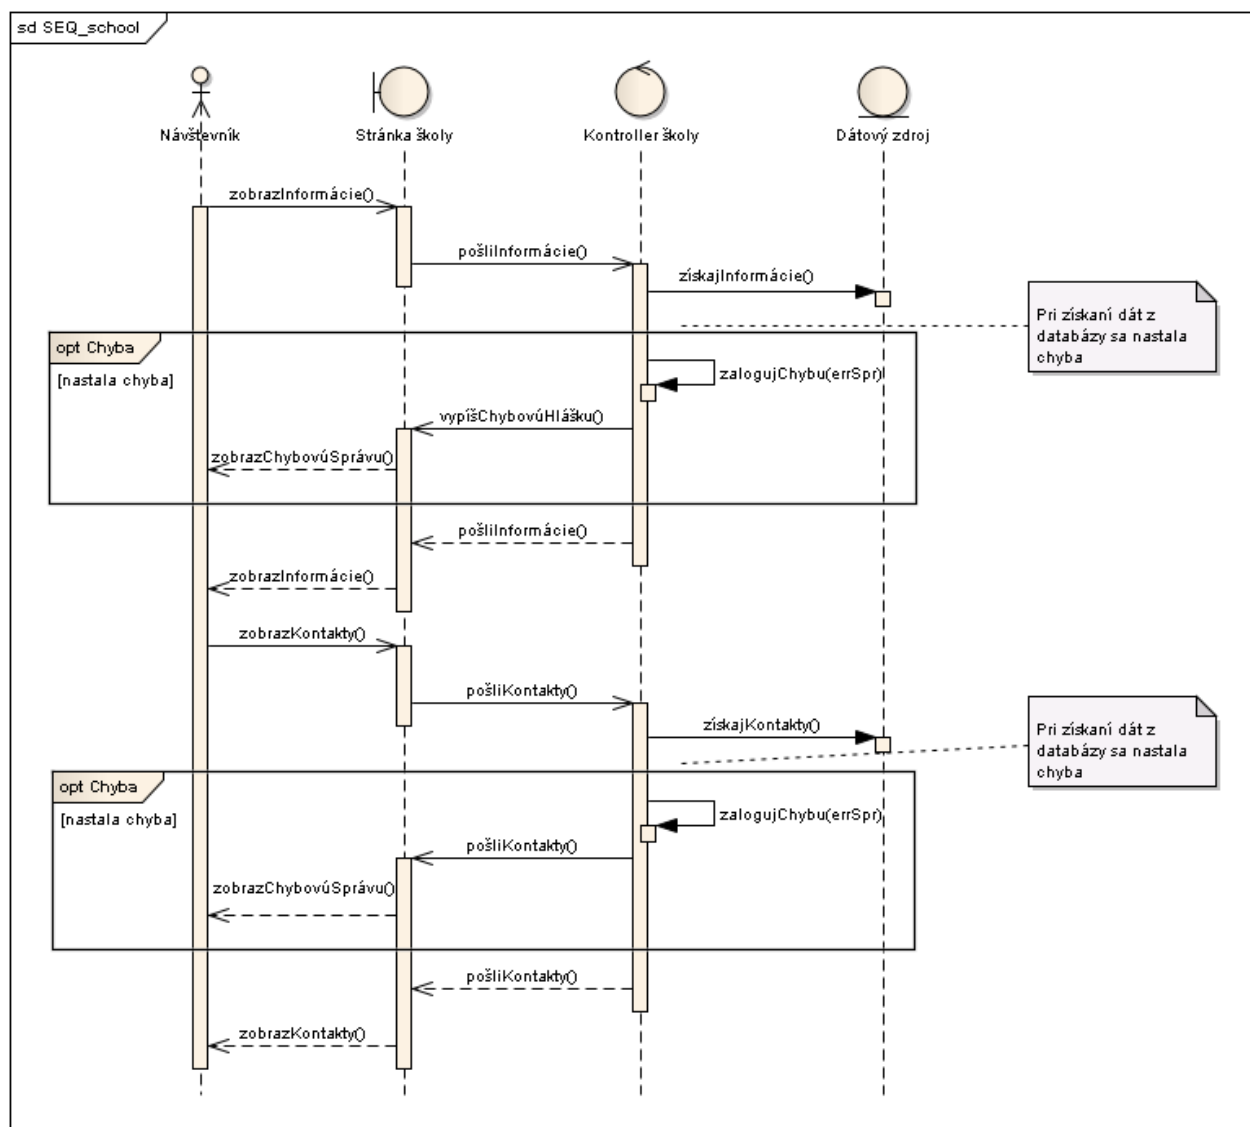 sd SEQ_school
Návštevník
Stránka školy
Kontroller školy
Dátový zdroj
zobrazInformácie()
pošliInformácie()
získajInformácie()
Pri získaní dát z
databázy sa nastala
chyba
opt Chyba
[nastala chyba]
zalogujChybu(errSpr)
vypíšChybovúHlášku()
zobrazChybovúSprávu()
pošliInformácie()
zobrazInformácie()
zobrazKontakty()
pošliKontakty()
získajKontakty()
Pri získaní dát z
databázy sa nastala
chyba
opt Chyba
[nastala chyba]
zalogujChybu(errSpr)
pošliKontakty()
zobrazChybovúSprávu()
pošliKontakty()
zobrazKontakty()